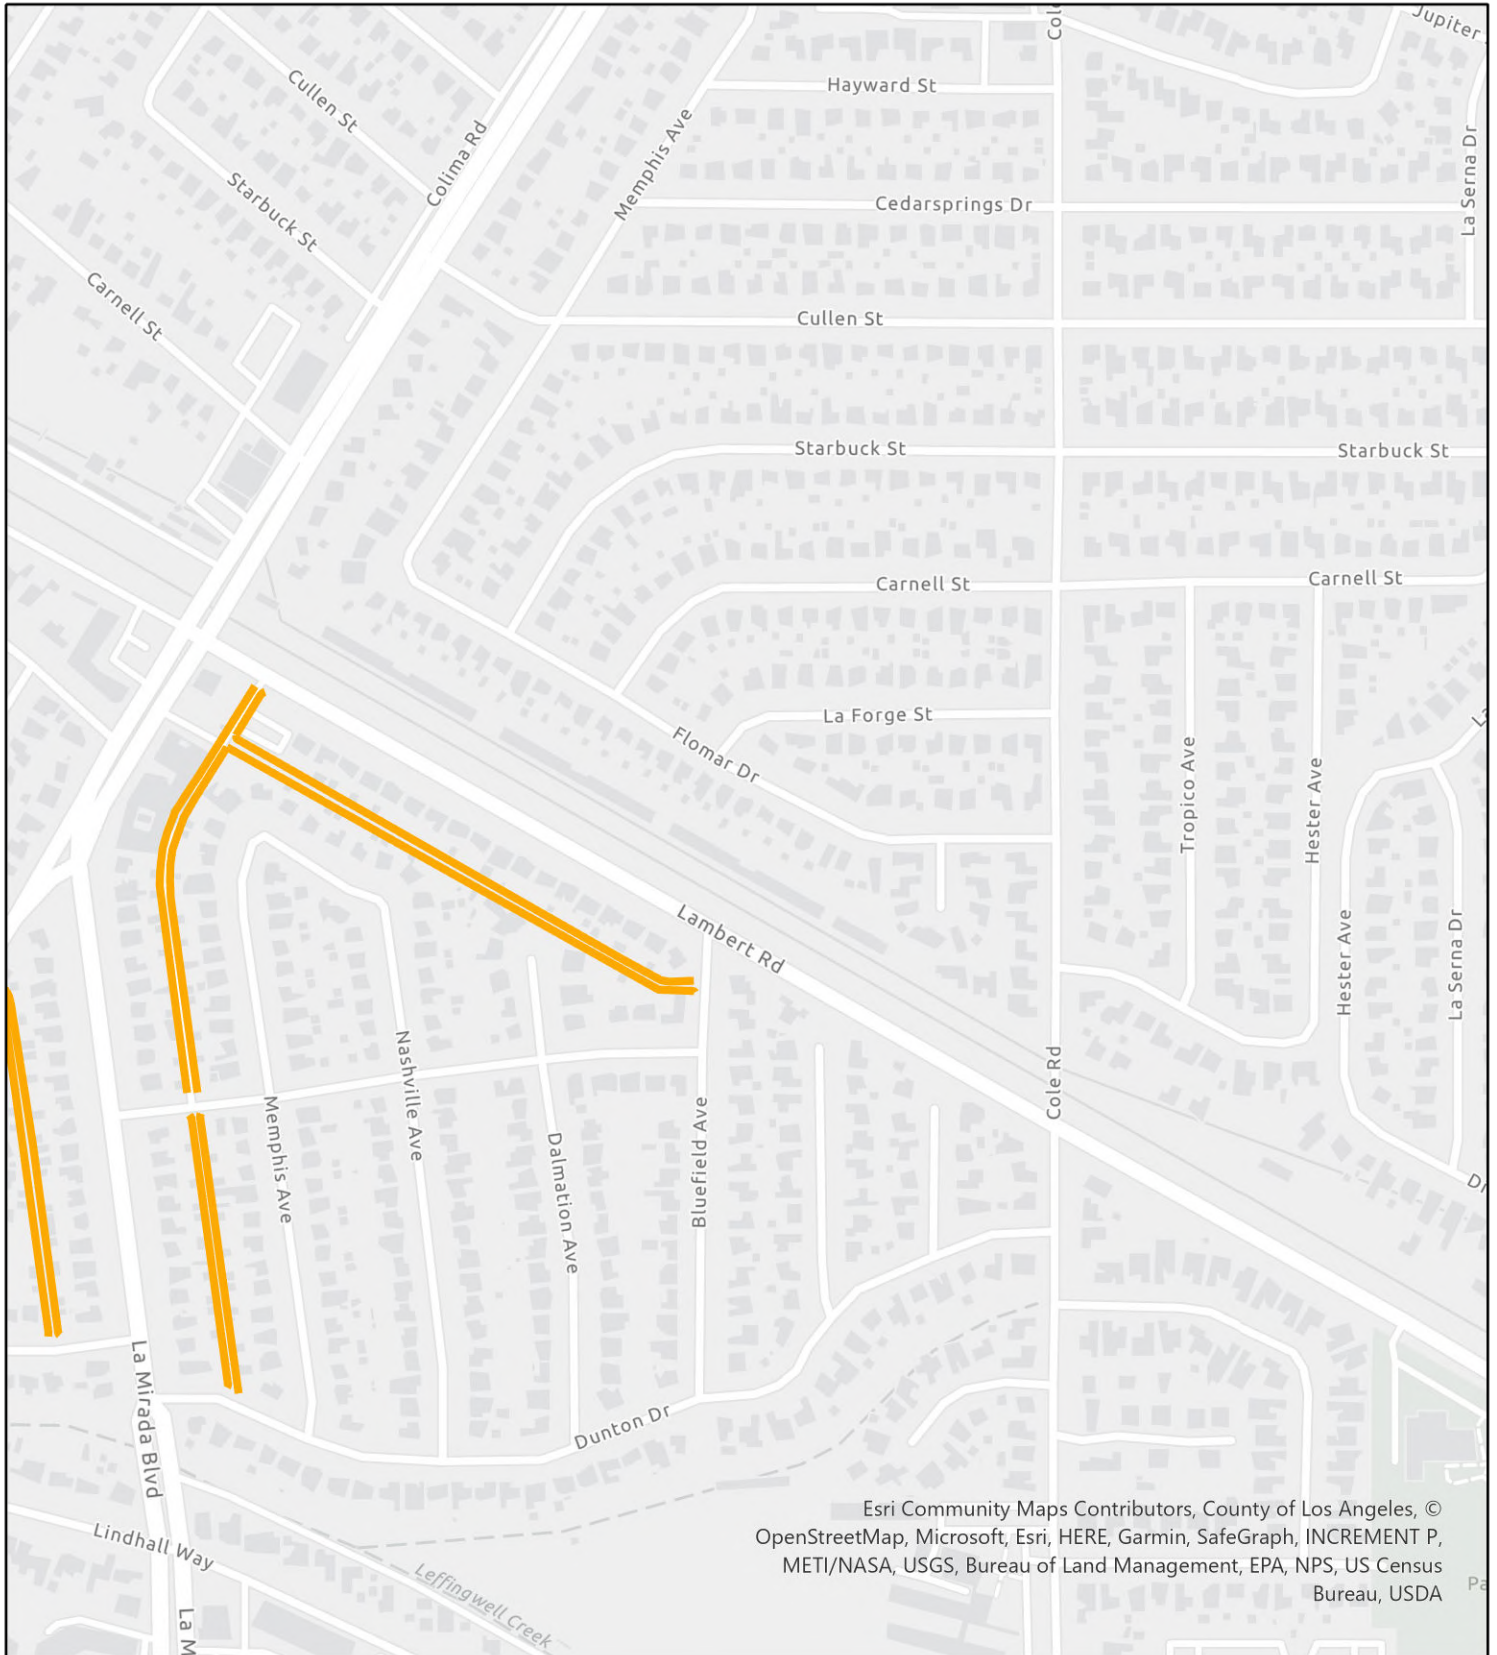 Jupiter
Cole
Cullen St
Hayward St
Colima Rd
Memphis Ave
La Serna Dr
Starbuck St
Cedarsprings Dr
Carnell St
Cullen St
Starbuck St
Starbuck St
Carnell St
Carnell St
La Forge St
Flomar Dr
Tropico Ave
Hester Ave
Lambert Rd
Hester Ave
La Serna Dr
Nashville Ave
Cole Rd
Memphis Ave
Bluefield Ave
Dalmation Ave
Dr
La Mirada Blvd
Dunton Dr
Lindhall Way
Leffingwell Creek
La M
Esri Community Maps Contributors, County of Los Angeles, ©
OpenStreetMap, Microsoft, Esri, HERE, Garmin, SafeGraph, INCREMENT P,
METI/NASA, USGS, Bureau of Land Management, EPA, NPS, US Census
Bureau, USDA
Pa